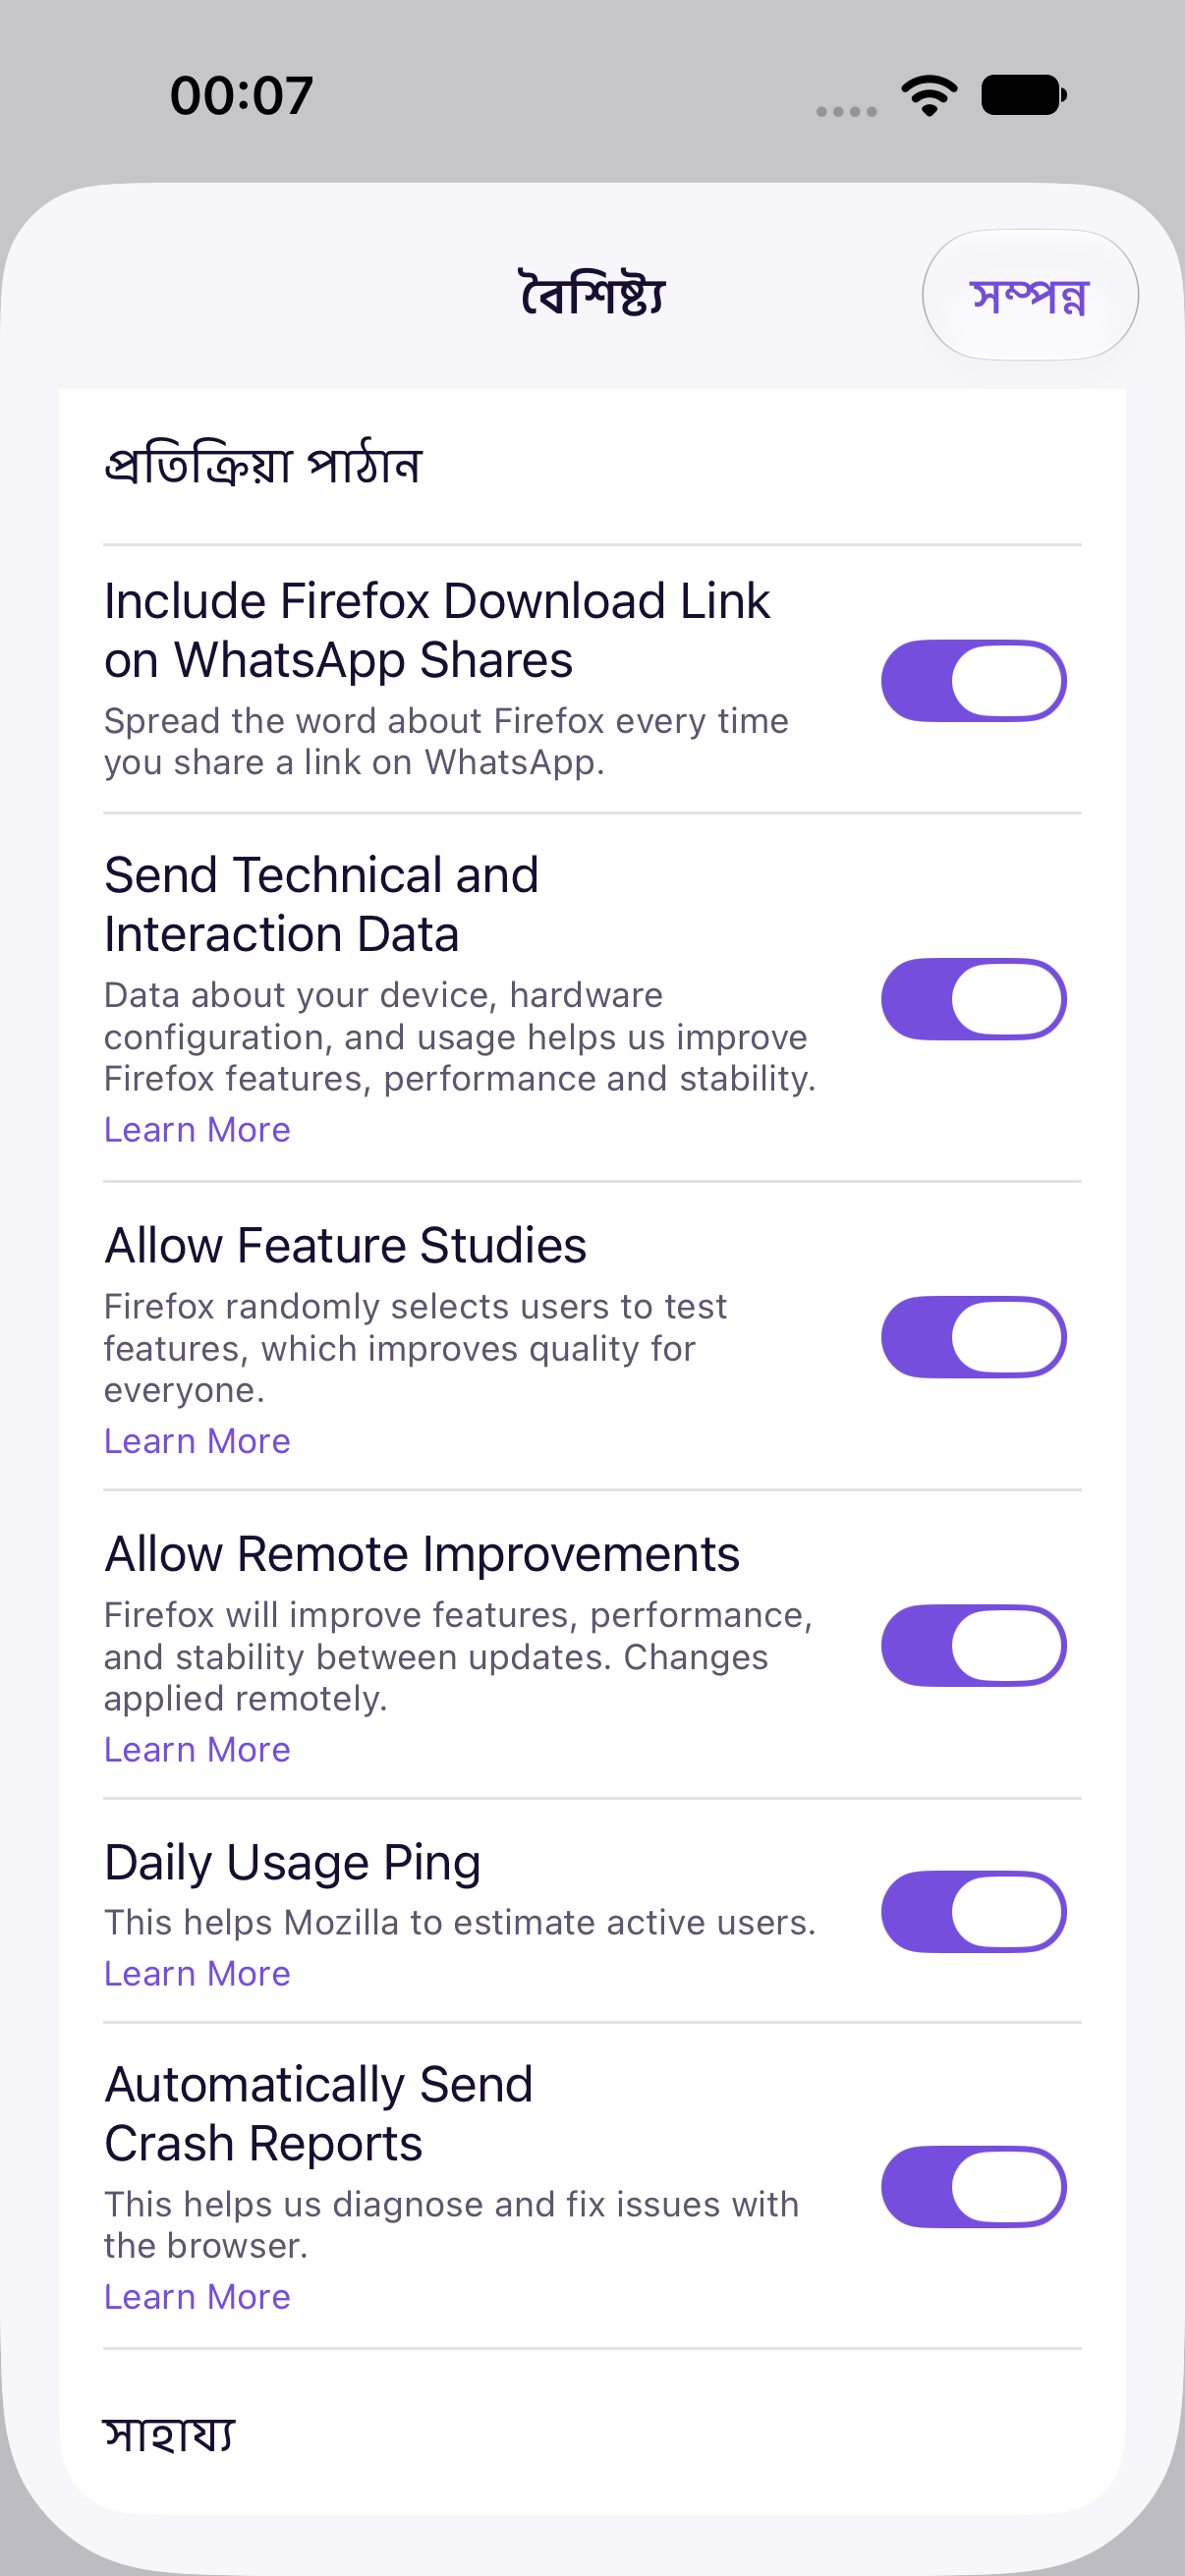 00:07
বৈশিষ্ট্য
সম্পন্ন
প্রতিক্রিয়া পাঠান
Include Firefox Download Link
on WhatsApp Shares
Spread the word about Firefox every time
you share a link on WhatsApp.
Send Technical and
Interaction Data
Data about your device, hardware
configuration, and usage helps us improve
Firefox features, performance and stability.
Learn More
Allow Feature Studies
Firefox randomly selects users to test
features, which improves quality for
everyone.
Learn More
Allow Remote Improvements
Firefox will improve features, performance,
and stability between updates. Changes
applied remotely.
Learn More
Daily Usage Ping
This helps Mozilla to estimate active users.
Learn More
Automatically Send
Crash Reports
This helps us diagnose and fix issues with
the browser.
Learn More
সাহায্য